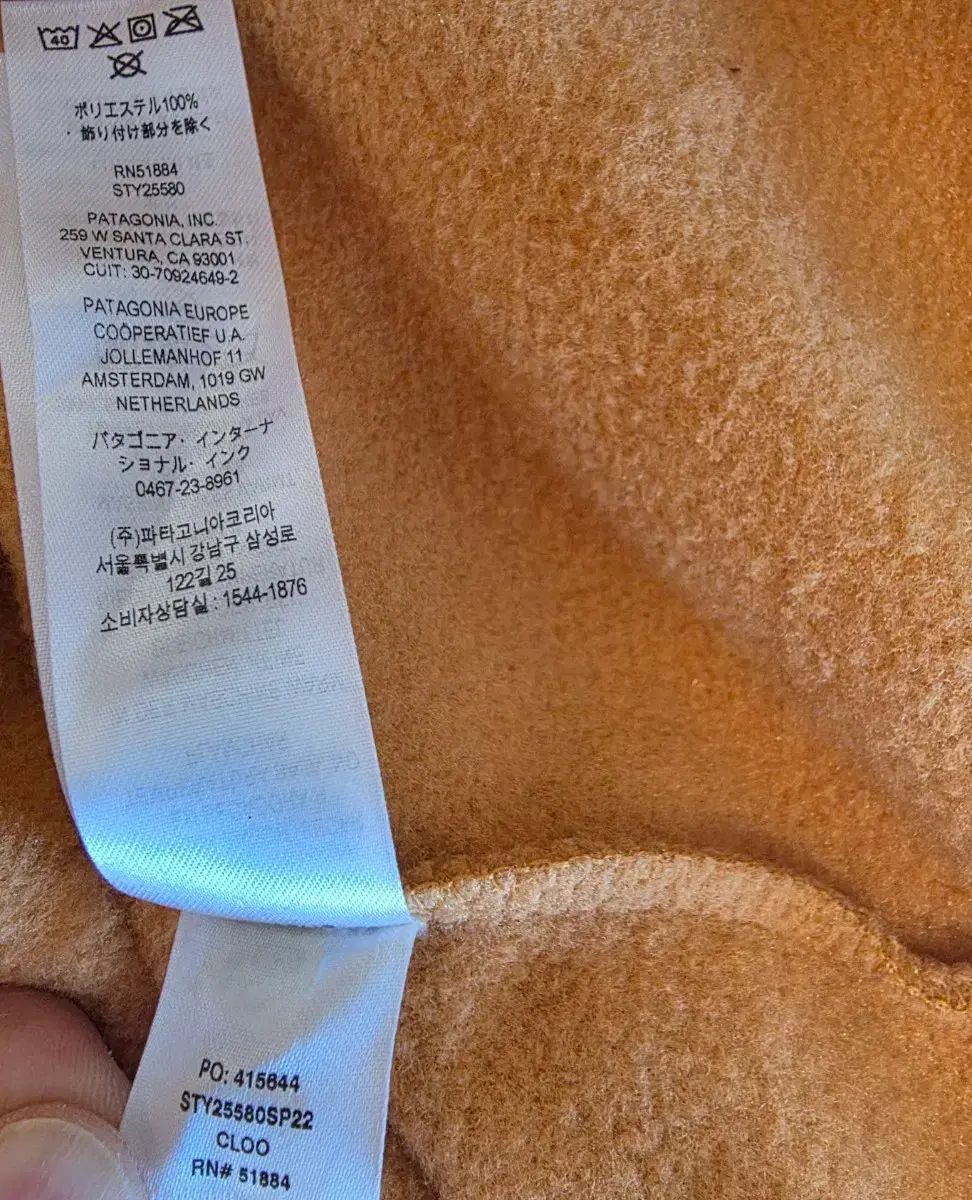 40
ポリエステル100%
・飾り付け部分を除く
RN51884
STY25580
PATAGONIA, INC.
259 W SANTA CLARA ST.
VENTURA, CA 93001
CUIT: 30-70924649-2
PATAGONIA EUROPE
COÖPERATIEF U.A.
JOLLEMANHOF 11
AMSTERDAM, 1019 GW
NETHERLANDS
パタゴニア・インターナ
ショナル・インク
0467-23-8961
(주)파타고니아코리아
서울특별시 강남구 삼성로
122길 25
소비자상담실 : 1544-1876
PO: 415644
STY25580SP22
CLOO
RN# 51884